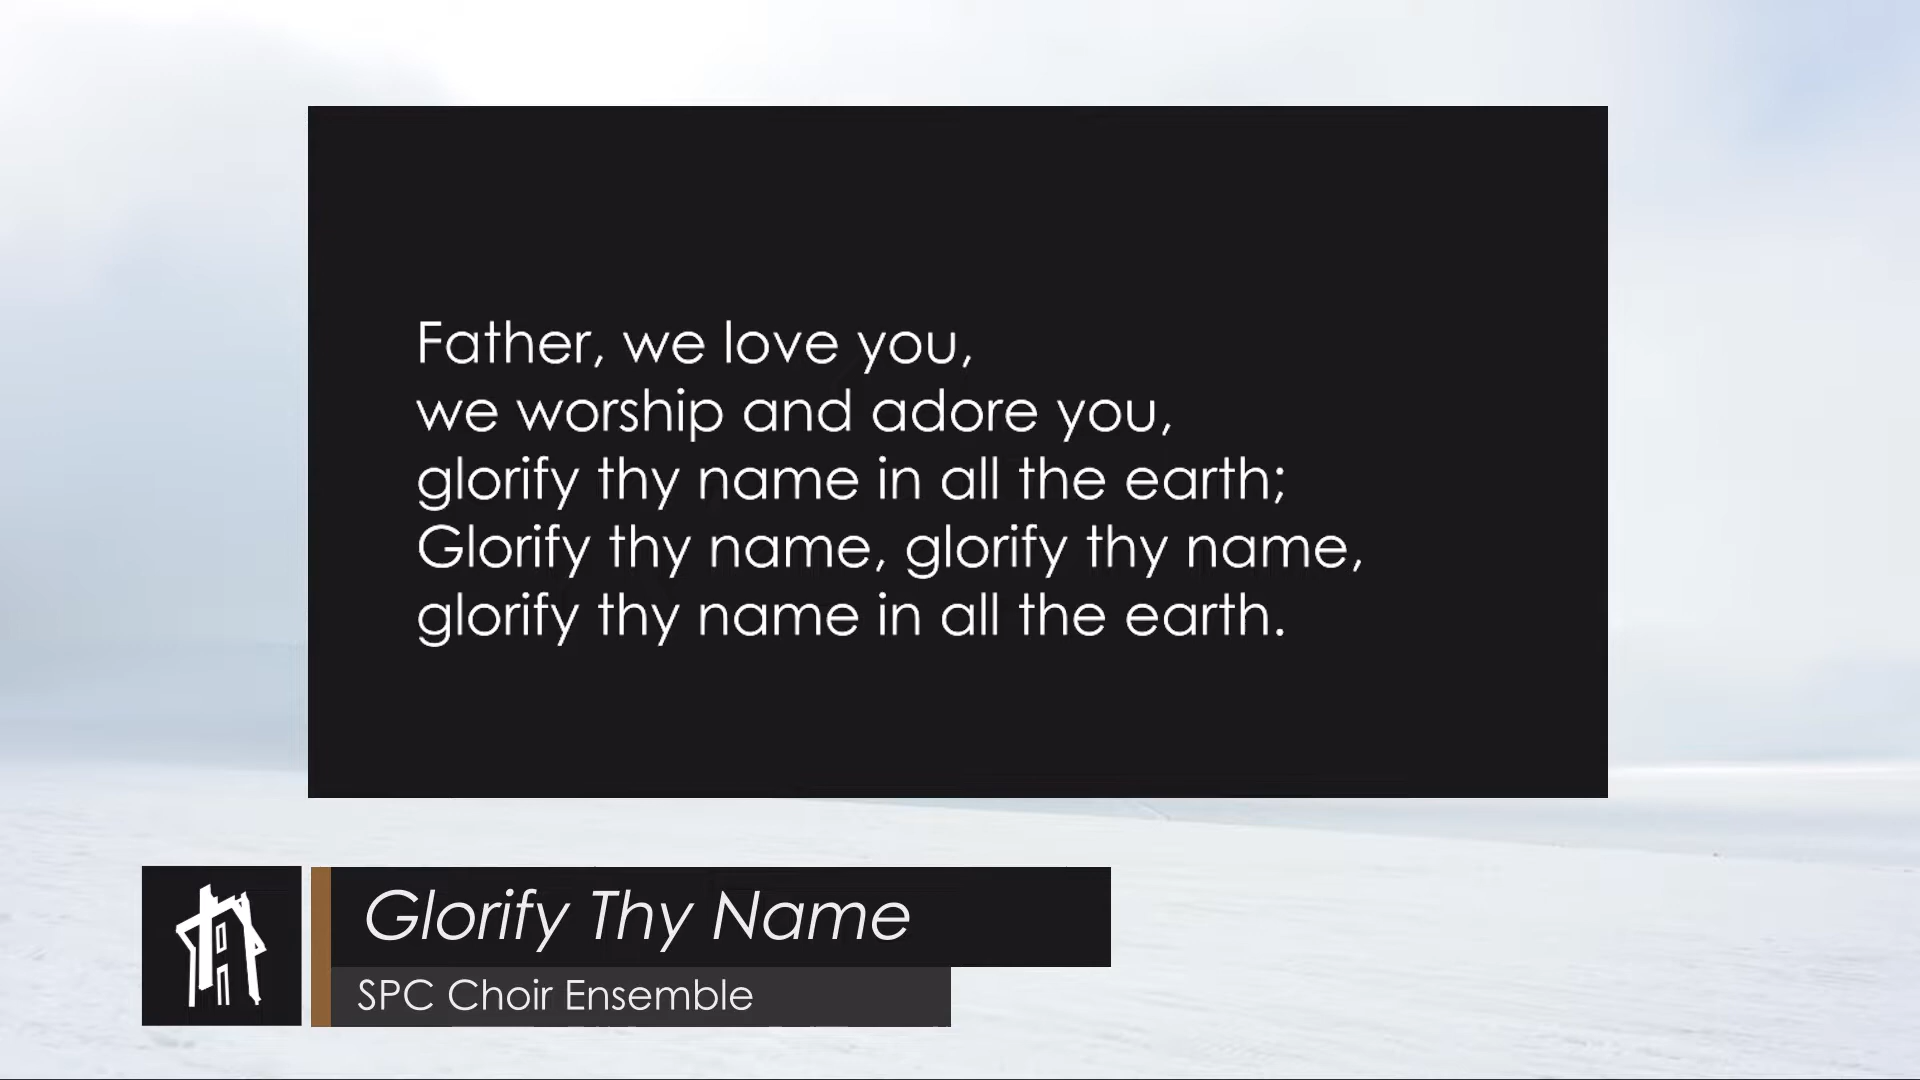 Father, we love you,
we worship and adore you,
glorify thy name in all the earth;
Glorify thy name, glorify thy name,
glorify thy name in all the earth.
Glorify Thy Name
SPC Choir Ensemble